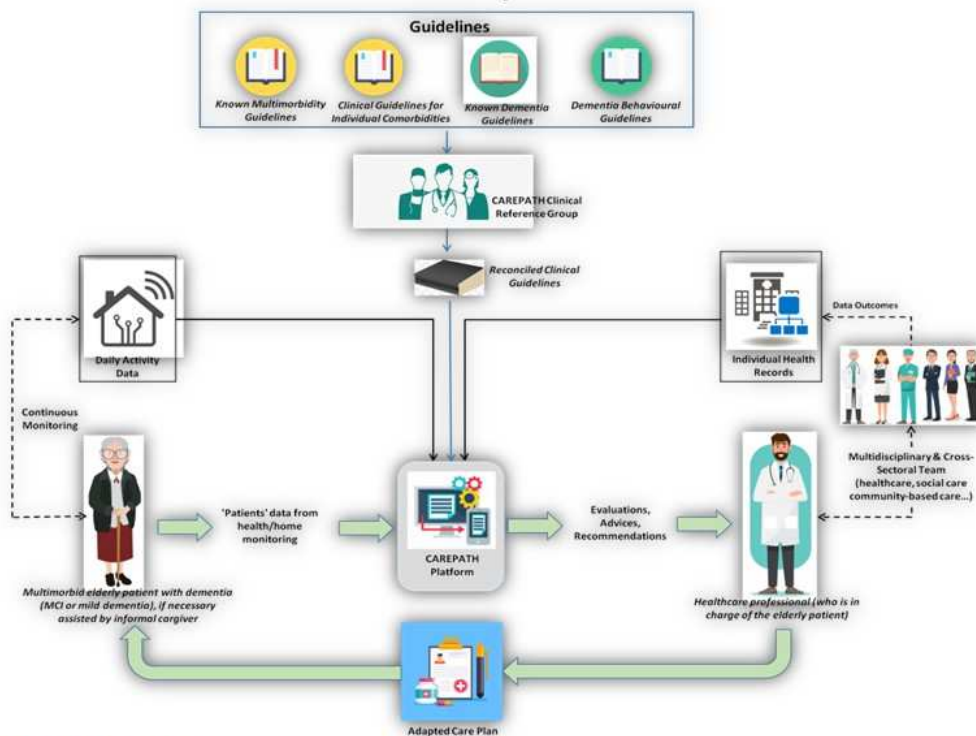 Guidelines
Known Multimorbidity
Guidelines
Clinical Guidelines for
Individual Comorbidities
Known Dementia
Guidelines
Dementia Behavioural
Guidelines
CAREPATH Clinical
Reference Group
Reconciled Clinical
Guidelines
Daily Activity
Data
Individual Health
Records
Data Outcomes
Continuous
Monitoring
Multidisciplinary & Cross-
Sectoral Team
(healthcare, social care
community-based care...)
'Patients' data from
health/home
monitoring
CAREPATH
Platform
Evaluations,
Advices,
Recommendations
Multimorbid elderly patient with dementia
(MCI or mild dementia), if necessary
assisted by informal cargiver
Healthcare professional (who is in
charge of the elderly patient)
Adapted Care Plan